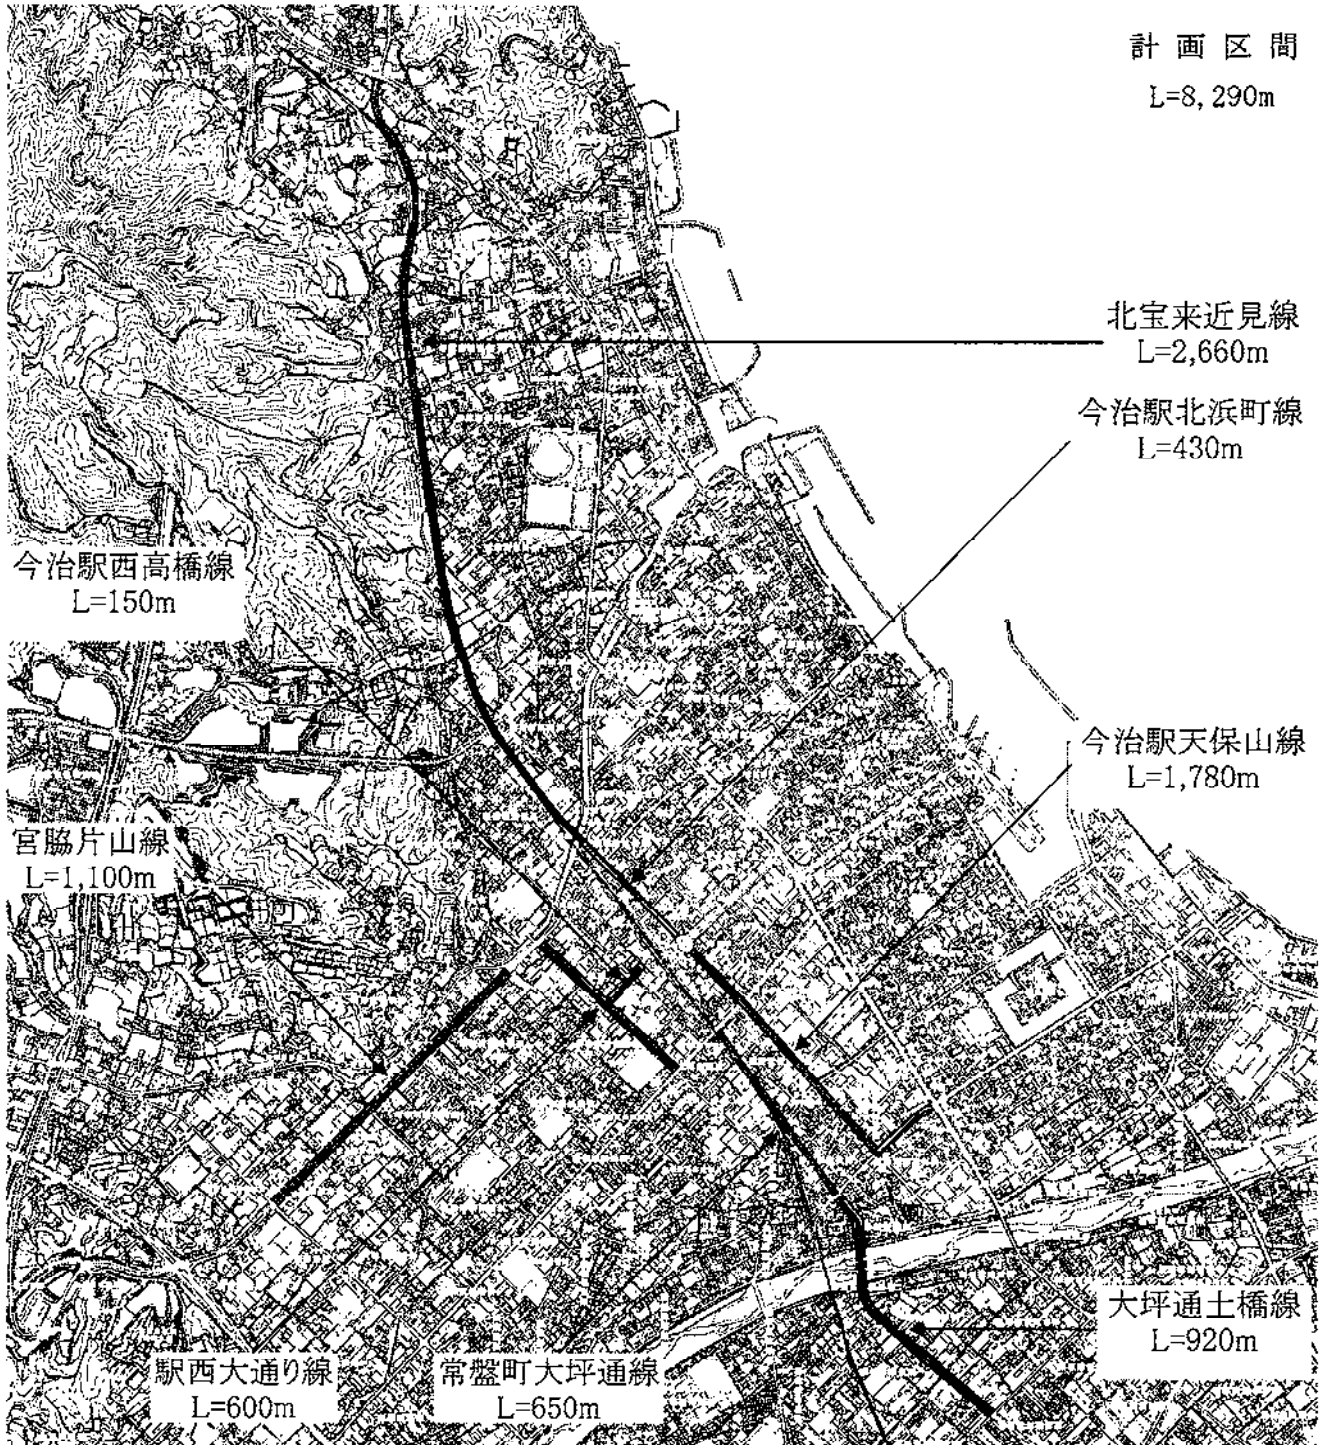 計画区間
L=8,290m
北宝来近見線
L=2,660m
今治駅北浜町線
L=430m
今治駅西高橋線
L=150m
今治駅天保山線
L=1,780m
宮脇片山線
L=1,100m
大坪通土橋線
L=920m
駅西大通り線
L=600m
常盤町大坪通線
L=650m